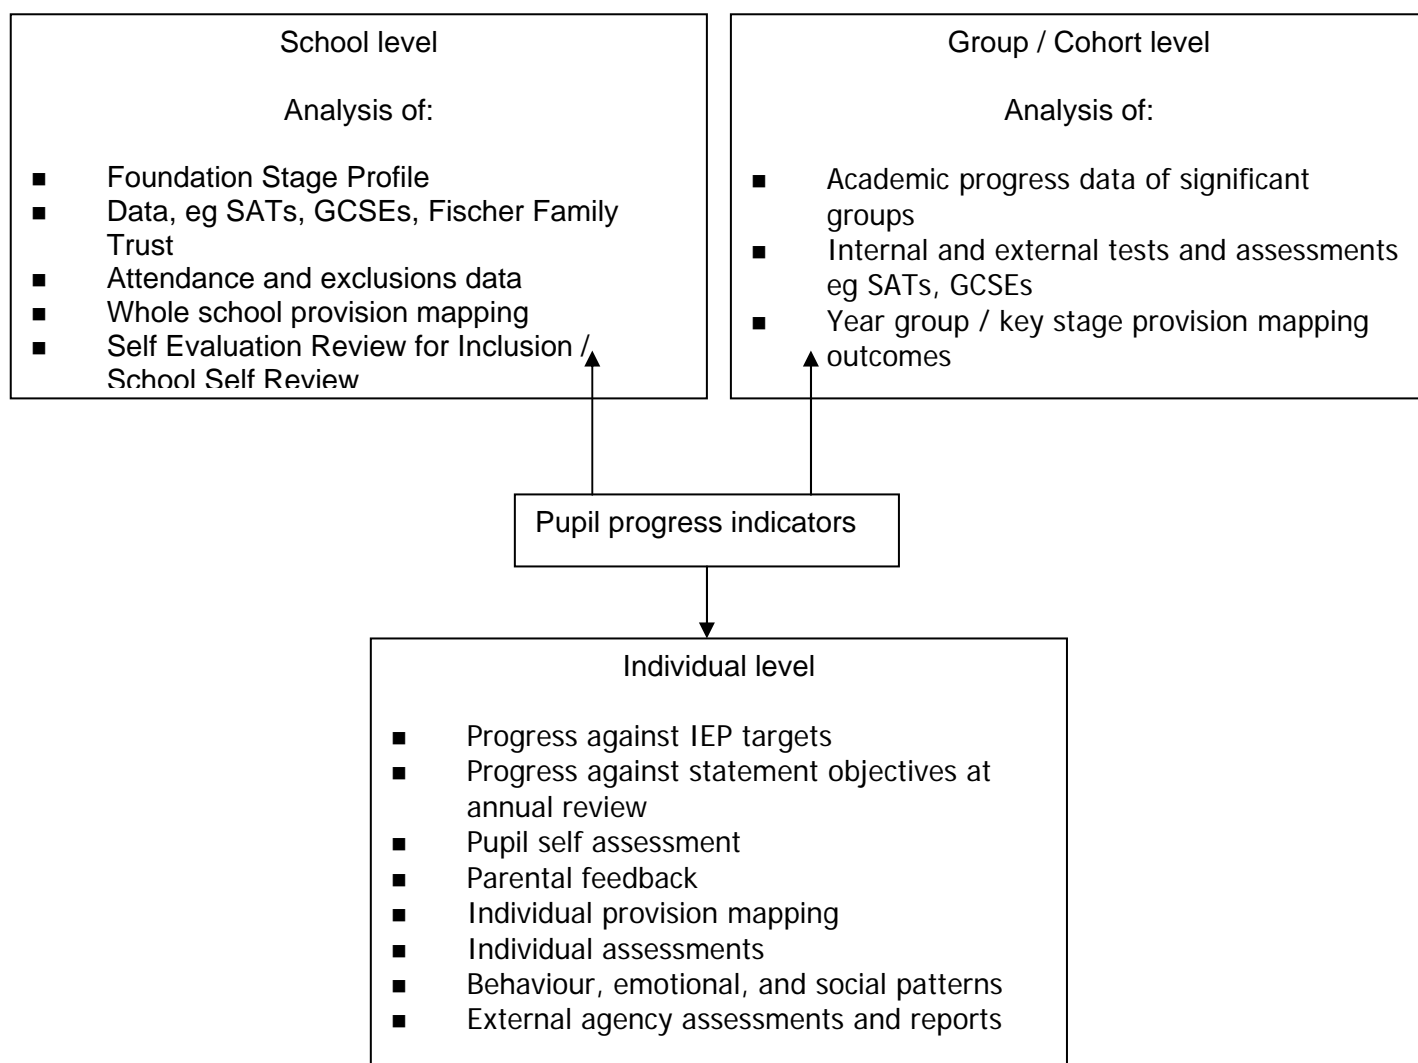 School level
Analysis of:
■ Foundation Stage Profile
■ Data, eg SATs, GCSEs, Fischer Family
Trust
■ Attendance and exclusions data
■ Whole school provision mapping
■ Self Evaluation Review for Inclusion /
School Self Review
Group / Cohort level
Analysis of:
■ Academic progress data of significant
groups
■ Internal and external tests and assessments
eg SATs, GCSEs
■ Year group / key stage provision mapping
outcomes
Pupil progress indicators
Individual level
■ Progress against IEP targets
■ Progress against statement objectives at
annual review
■ Pupil self assessment
■ Parental feedback
■ Individual provision mapping
■ Individual assessments
■ Behaviour, emotional, and social patterns
■ External agency assessments and reports